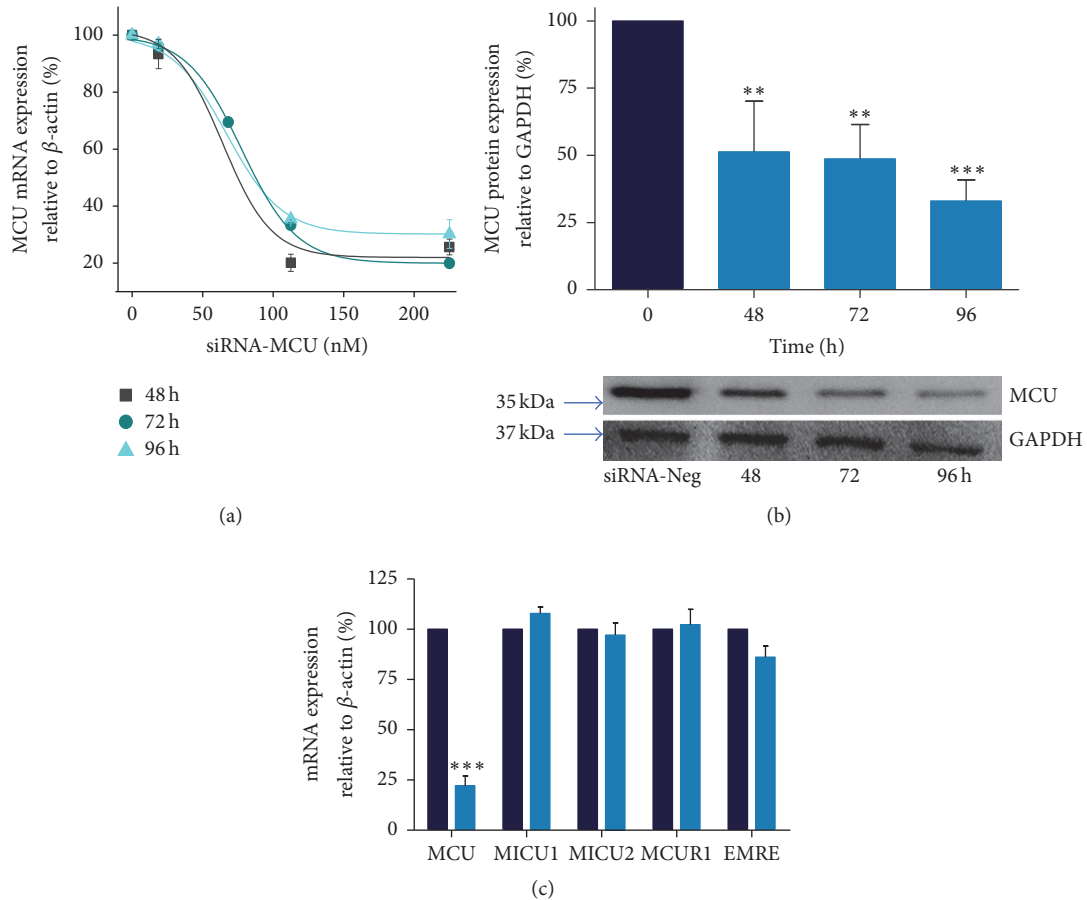 MCU mRNA expression
relative to β-actin (%)
100
80
60
40
20
0
50
100
150
200
siRNA-MCU (nM)
48 h
72 h
96 h
(a)
MCU protein expression
relative to GAPDH (%)
100
75
50
25
0
**
**
***
0
48
72
96
Time (h)
35 kDa
MCU
37 kDa
GAPDH
siRNA-Neg
48
72
96 h
(b)
mRNA expression
relative to β-actin (%)
125
100
75
50
25
0
***
MCU
MICU1
MICU2
MCUR1
EMRE
(c)